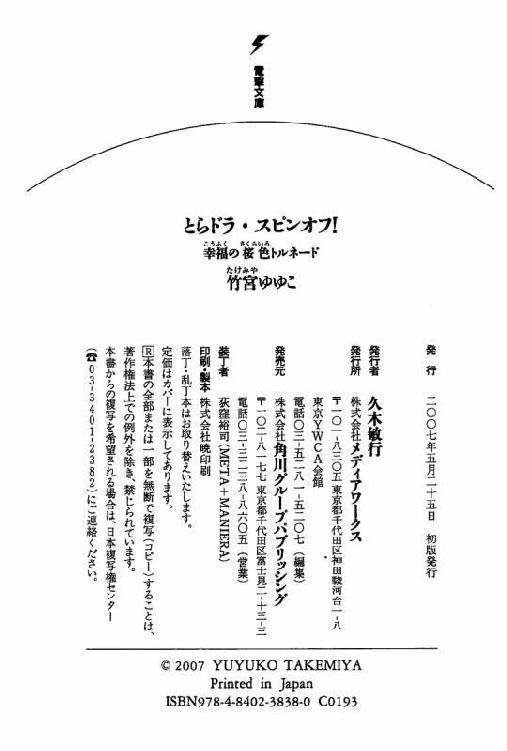 電撃文庫
とらドラ・スピンオフ!
幸福の桜色トルネード
竹宮ゆゆこ
発行 二〇〇七年五月二十五日 初版発行
発行者 久木敏行
発行所 株式会社メディアワークス
〒一〇一-八三〇五 東京都千代田区神田駿河台一-八
東京YWCA会館
電話〇三-五二八一-五二〇七(編集)
発売元 株式会社角川グループパブリッシング
〒一〇二-八一七七 東京都千代田区富士見二-十三-三
電話〇三-三二三八-八六〇五(営業)
装丁者 荻窪裕司(META+MANIERA)
印刷・製本 株式会社暁印刷
落丁・乱丁本はお取り替えいたします。
定価はカバーに表示してあります。
Ⓡ本書の全部または一部を無断で複写(コピー)することは、
著作権法上での例外を除き、禁じられています。
本書からの複写を希望される場合は、日本複写権センター
(☎03-3401-2382)にご連絡ください。
© 2007 YUYUKO TAKEMIYA
Printed in Japan
ISBN978-4-8402-3838-0 C0193